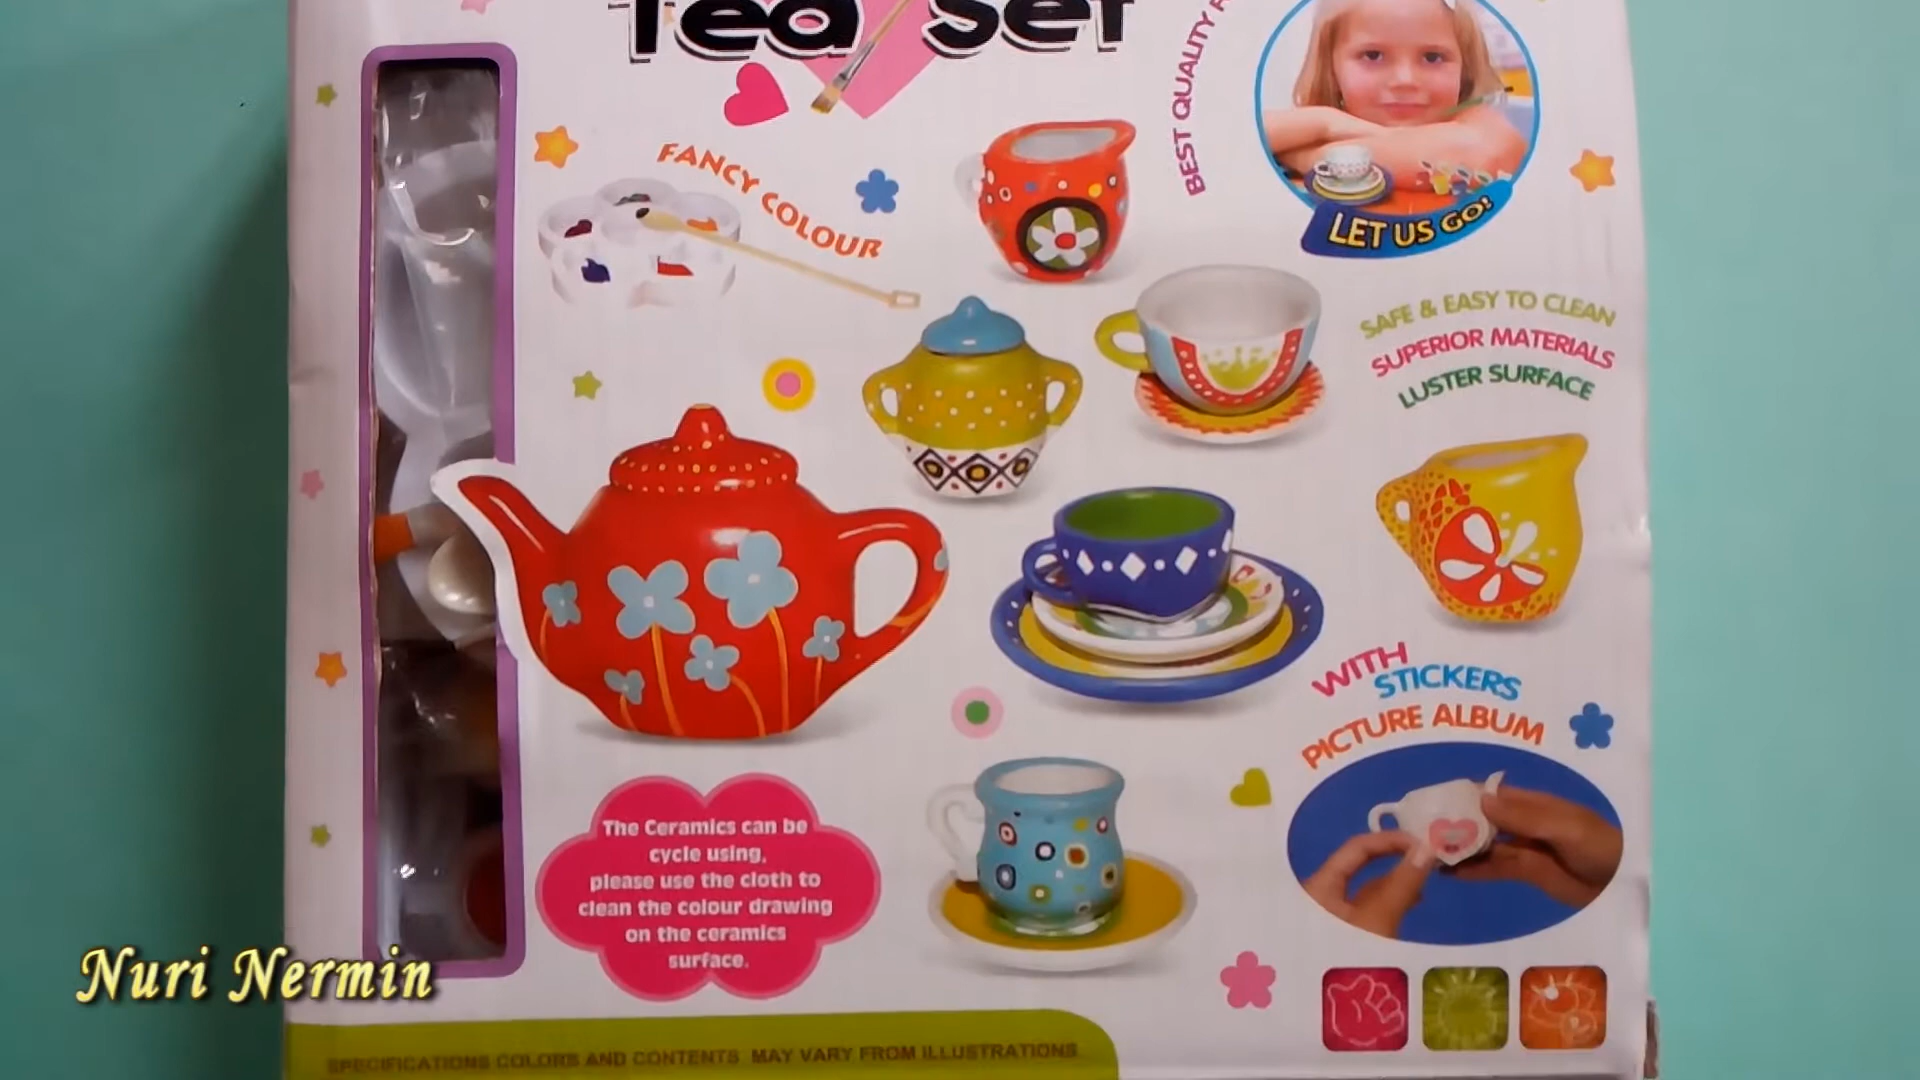 Tea Set
BEST QUALITY
FANCY COLOUR
LET US GO!
SAFE & EASY TO CLEAN
SUPERIOR MATERIALS
LUSTER SURFACE
WITH
STICKERS
PICTURE ALBUM
The Ceramics can be
cycle using,
please use the cloth to
clean the colour drawing
on the ceramics
surface.
Nuri Nermin
SPECIFICATIONS COLORS AND CONTENTS MAY VARY FROM ILLUSTRATIONS